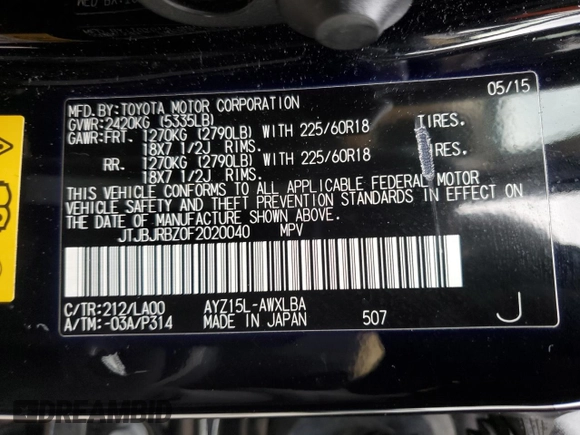 05/15
MFD.BY:TOYOTA MOTOR CORPORATION
GVWR:2420KG (5335LB)
GAWR:FRT. 1270KG (2790LB) WITH 225/60R18 TIRES.
18X7 1/2J RIMS.
RR. 1270KG (2790LB) WITH 225/60R18 RES.
18X7 1/2J RIMS.
THIS VEHICLE CONFORMS TO ALL APPLICABLE FEDERAL MOTOR
VEHICLE SAFETY AND THEFT PREVENTION STANDARDS IN EFFECT ON
THE DATE OF MANUFACTURE SHOWN ABOVE.
JTJBJRBZ0F2020040 MPV
C/TR:212/LA00 AYZ15L-AWXLBA
A/TM:-03A/P314 MADE IN JAPAN 507 J
DREAMBID